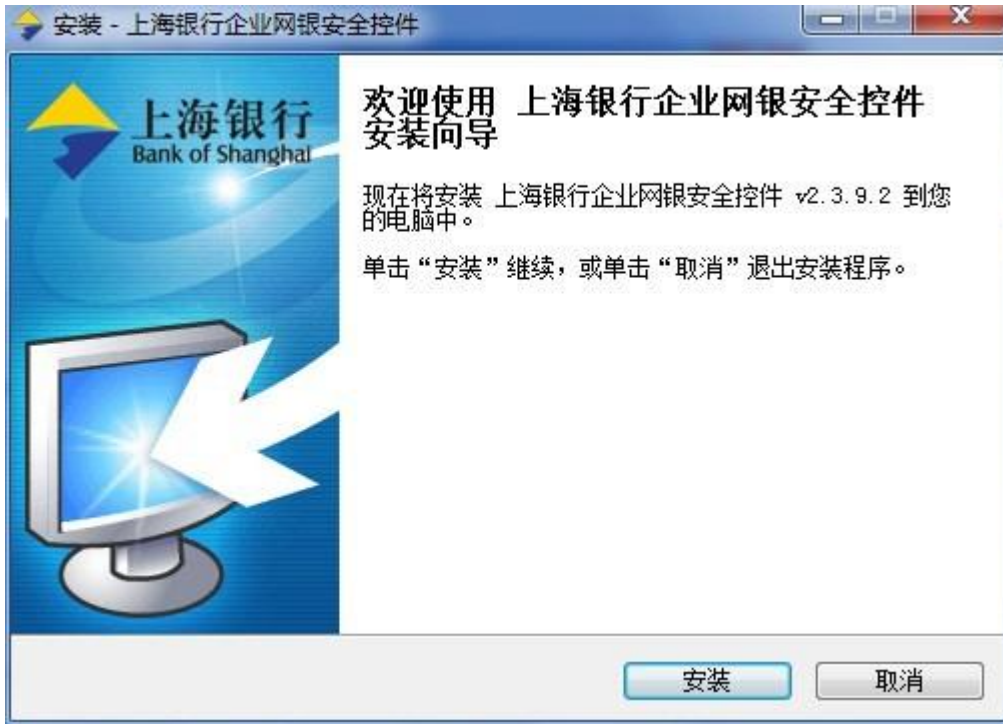 安装 - 上海银行企业网银安全控件
上海银行
Bank of Shanghai
欢迎使用 上海银行企业网银安全控件
安装向导
现在将安装 上海银行企业网银安全控件 v2.3.9.2 到您
的电脑中。
单击“安装”继续，或单击“取消”退出安装程序。
安装
取消